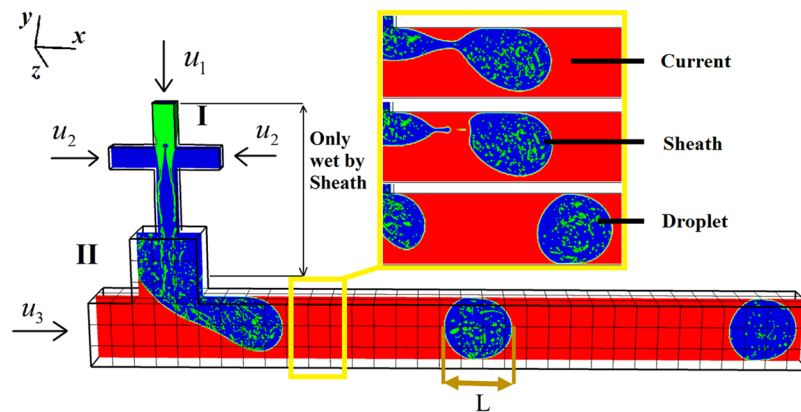 y
x
z
u1
I
u2
u2
Only
wet by
Sheath
II
u3
L
Current
Sheath
Droplet